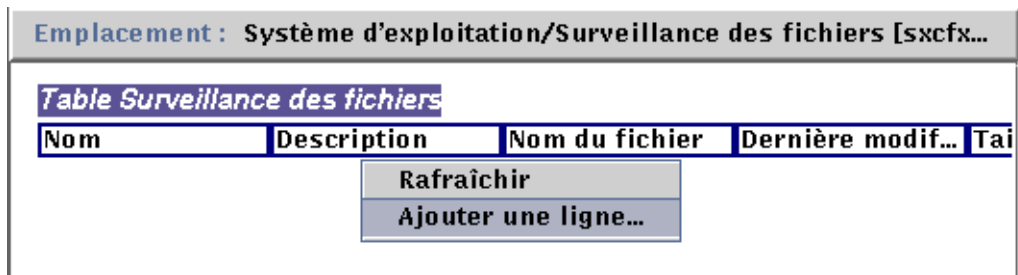 Emplacement : Système d'exploitation/Surveillance des fichiers [sxcfx...
Table Surveillance des fichiers
Nom Description Nom du fichier Dernière modif... Tai
Rafraîchir
Ajouter une ligne...